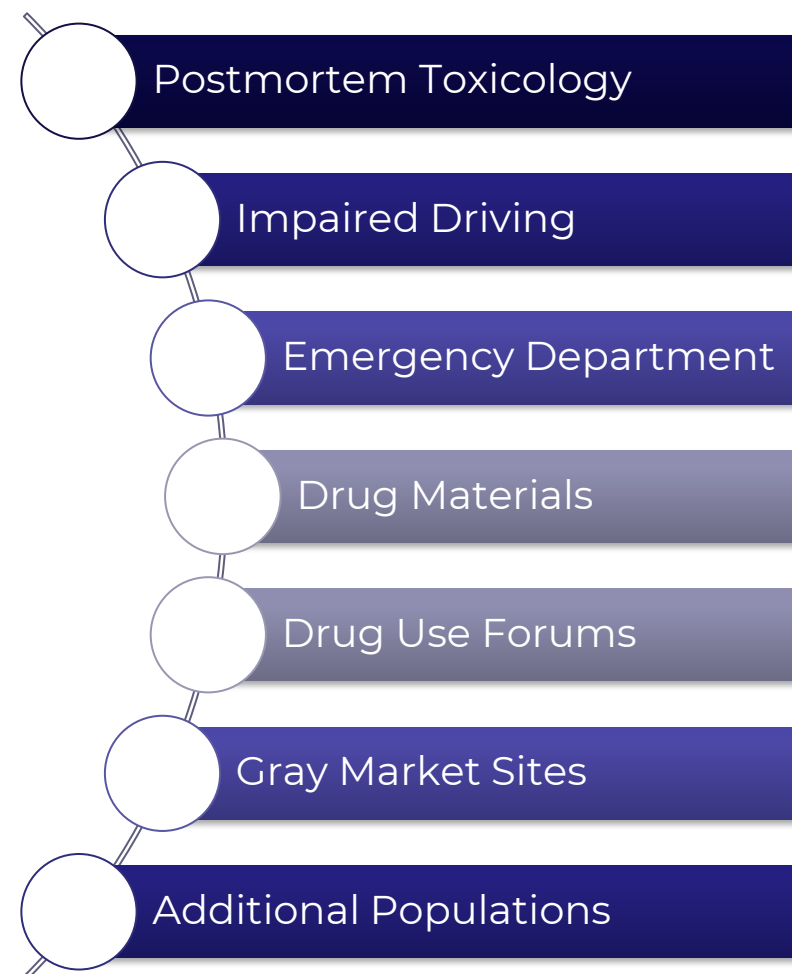 Postmortem Toxicology
Impaired Driving
Emergency Department
Drug Materials
Drug Use Forums
Gray Market Sites
Additional Populations